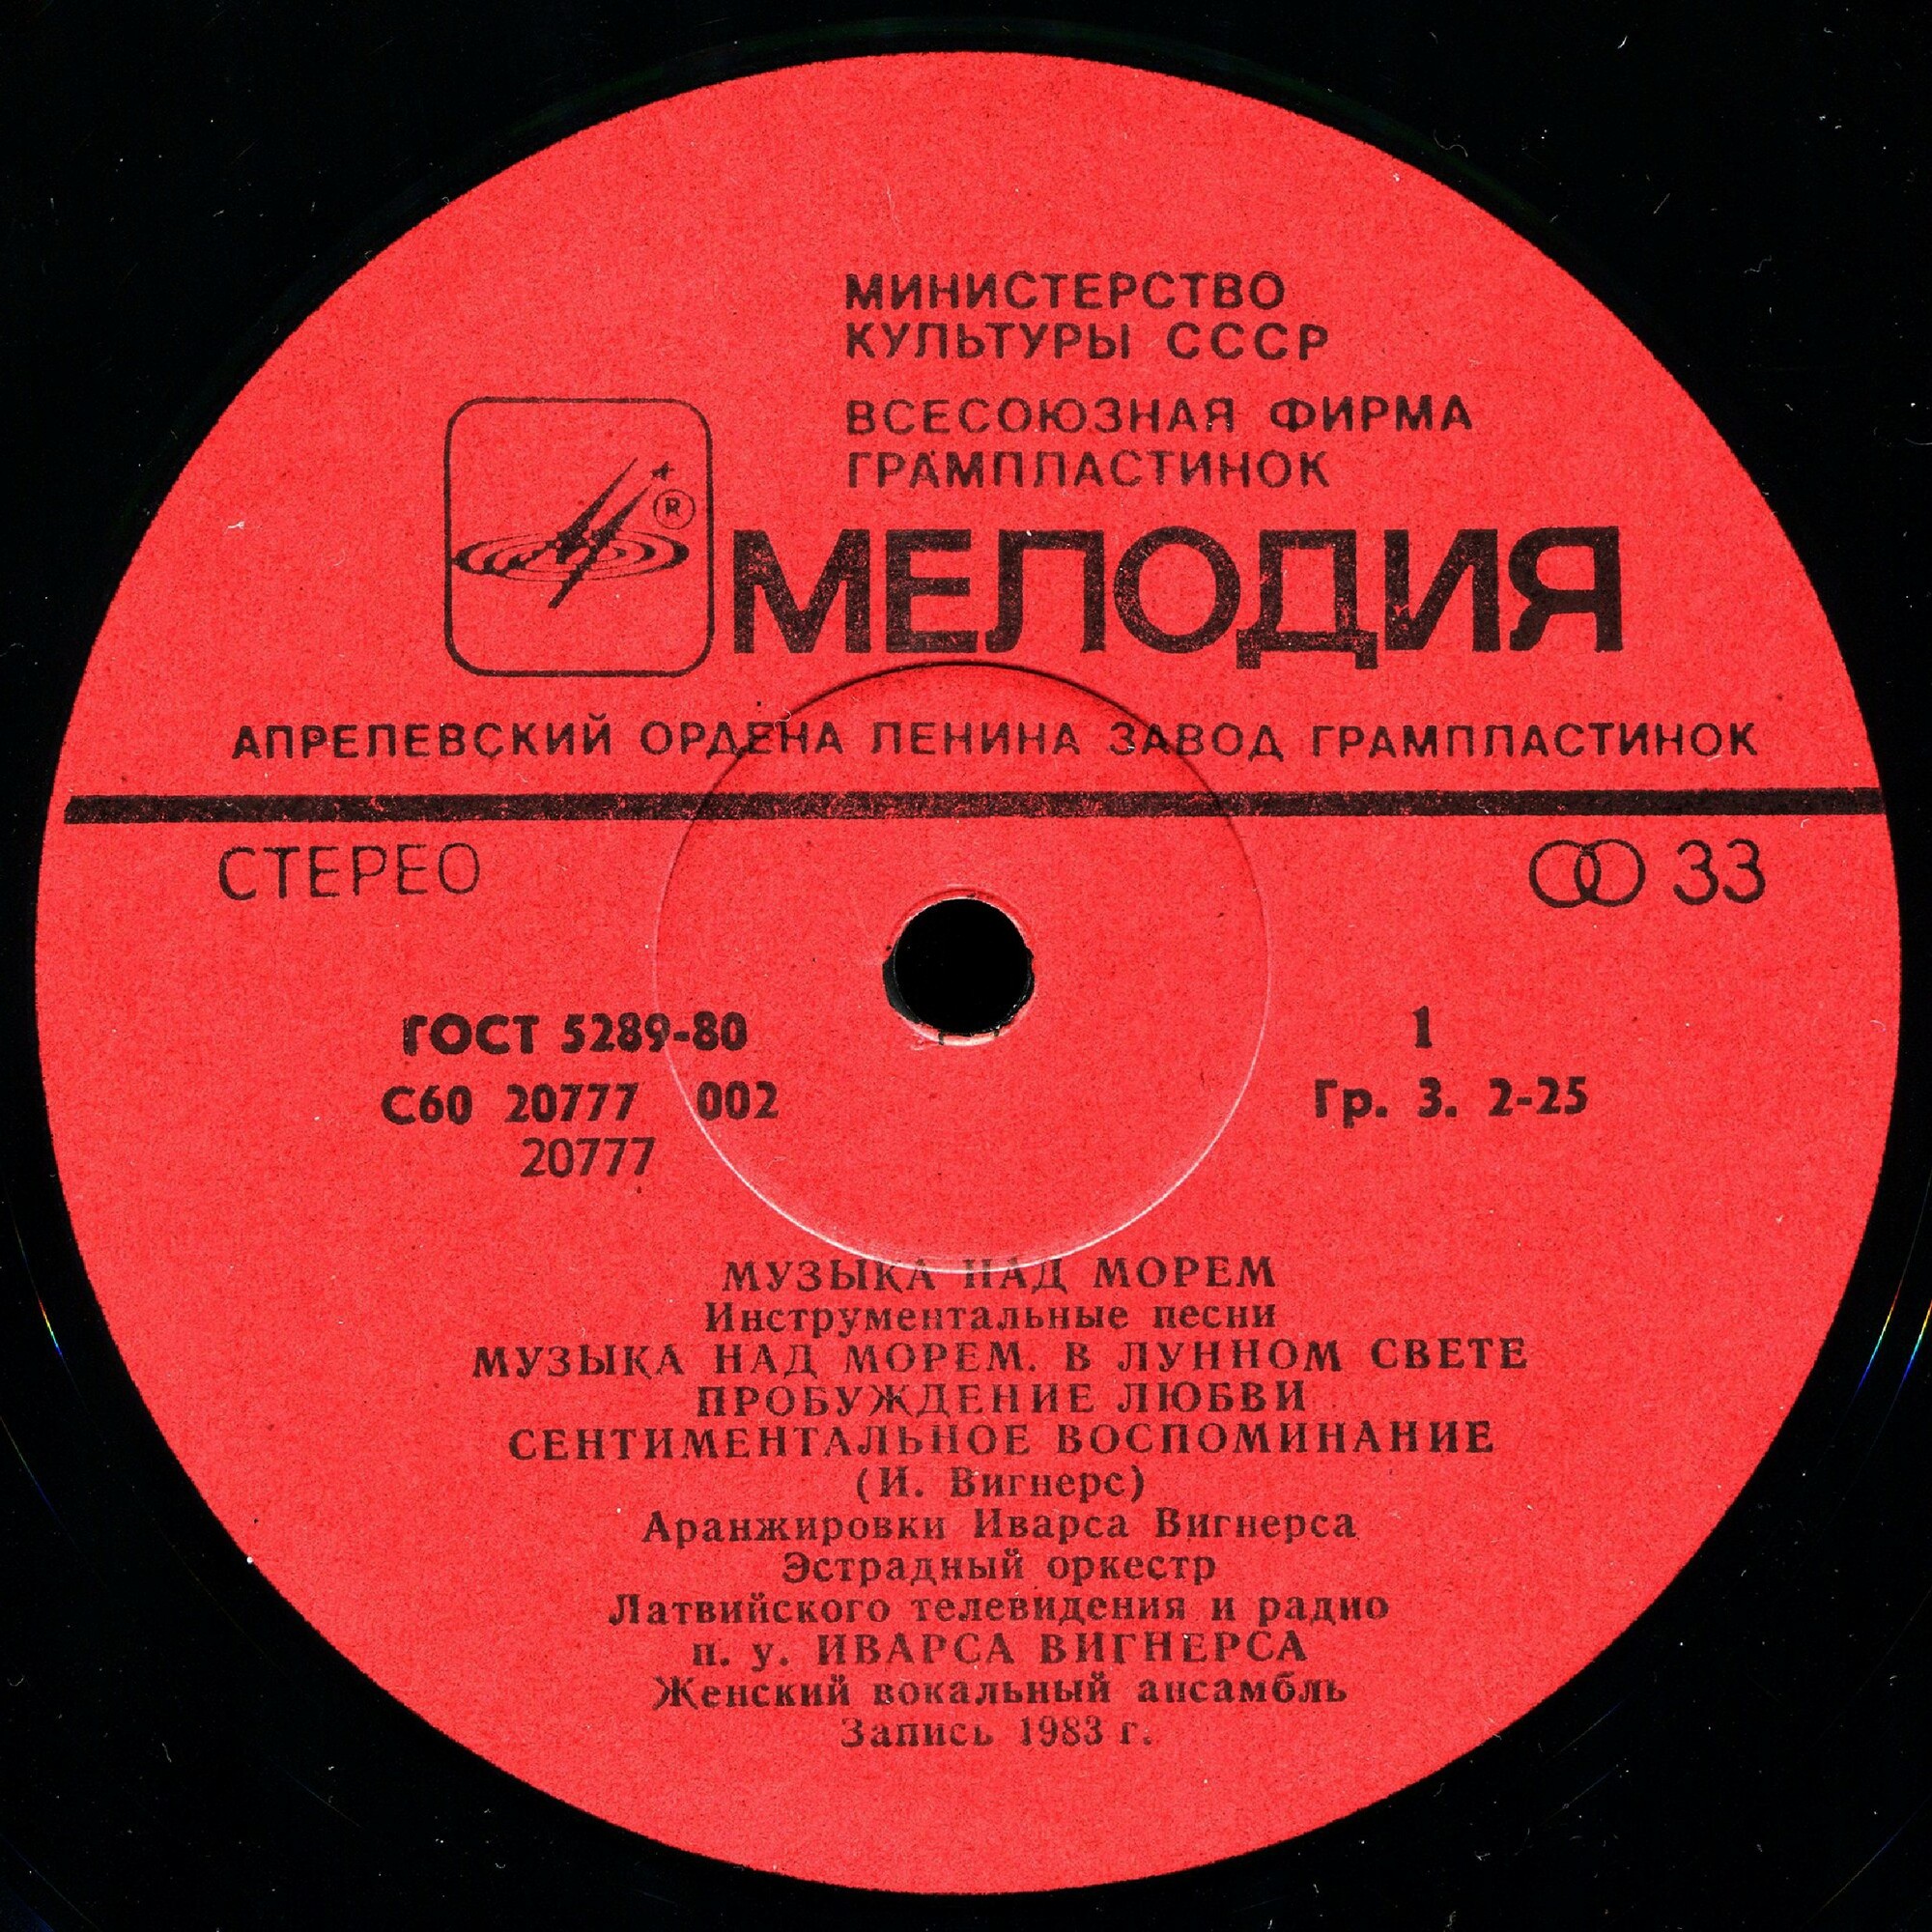 МИНИСТЕРСТВО
КУЛЬТУРЫ СССР
ВСЕСОЮЗНАЯ ФИРМА
ГРАМПЛАСТИНОК
®
МЕЛОДИЯ
АПРЕЛЕВСКИЙ ОРДЕНА ЛЕНИНА ЗАВОД ГРАМПЛАСТИНОК
СТЕРЕО
33
ГОСТ 5289-80
1
С60 20777 002
Гр. 3. 2-25
20777
МУЗЫКА НАД МОРЕМ
Инструментальные песни
МУЗЫКА НАД МОРЕМ. В ЛУННОМ СВЕТЕ
ПРОБУЖДЕНИЕ ЛЮБВИ
СЕНТИМЕНТАЛЬНОЕ ВОСПОМИНАНИЕ
(И. Вигнерс)
Аранжировки Иварса Вигнерса
Эстрадный оркестр
Латвийского телевидения и радио
п. у. ИВАРСА ВИГНЕРСА
Женский вокальный ансамбль
Запись 1983 г.